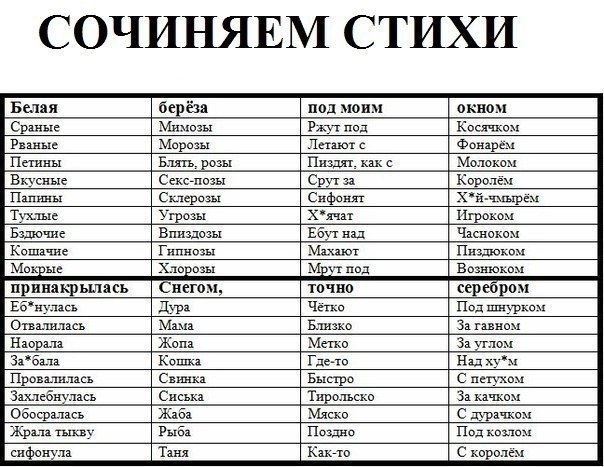 СОЧИНЯЕМ СТИХИ
Белая берёза под моим окном
Сраные Мимозы Ржут под Косячком
Рваные Морозы Летают с Фонарём
Петины Блять, розы Пиздят, как с Молоком
Вкусные Секс-позы Срут за Королём
Папины Склерозы Сифонят Х*й-чмырём
Тухлые Угрозы Х*ячат Игроком
Бздючие Впиздозы Ебут над Часноком
Кошачие Гипнозы Махают Пиздюком
Мокрые Хлорозы Мрут под Вознюком
принакрылась Снегом, точно серебром
Еб*нулась Дура Чётко Под шнурком
Отвалилась Мама Близко За гавном
Наорала Жопа Метко За углом
За*бала Кошка Где-то Над ху*м
Провалилась Свинка Быстро С петухом
Захлебнулась Сиська Тирольско За качком
Обосралась Жаба Мяско С дурачком
Жрала тыкву Рыба Поздно Под козлом
сифонула Таня Как-то С королём